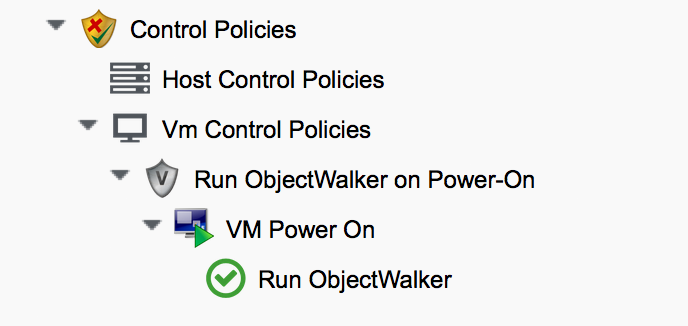 Control Policies
Host Control Policies
Vm Control Policies
V Run ObjectWalker on Power-On
VM Power On
Run ObjectWalker